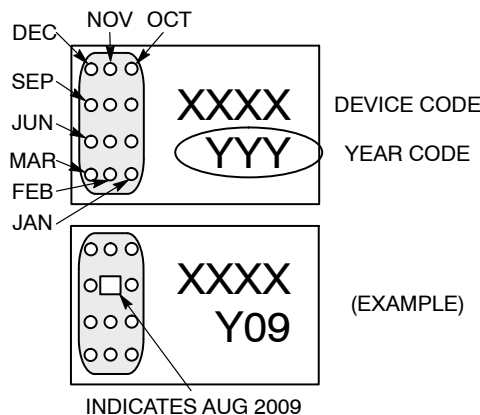 DEC NOV OCT
SEP
JUN
MAR
FEB
JAN
XXXX DEVICE CODE
YYY YEAR CODE
XXXX
Y09
(EXAMPLE)
INDICATES AUG 2009